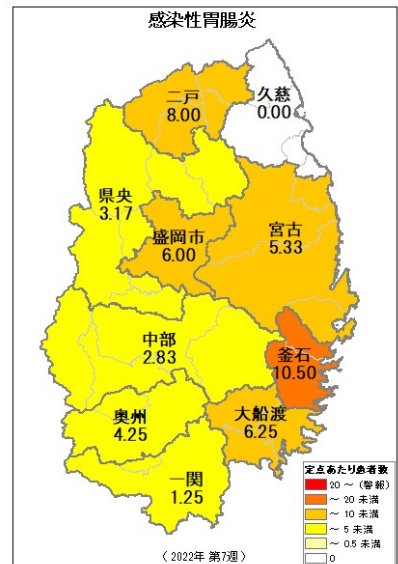 感染性胃腸炎
二戸
8.00
久慈
0.00
県央
3.17
盛岡市
6.00
宮古
5.33
中部
2.83
釜石
10.50
奥州
4.25
大船渡
6.25
一関
1.25
定点あたり患者数
20 ~ (警報)
~ 20 未満
~ 10 未満
~ 5 未満
~ 0.5 未満
0
(2022年 第7週)